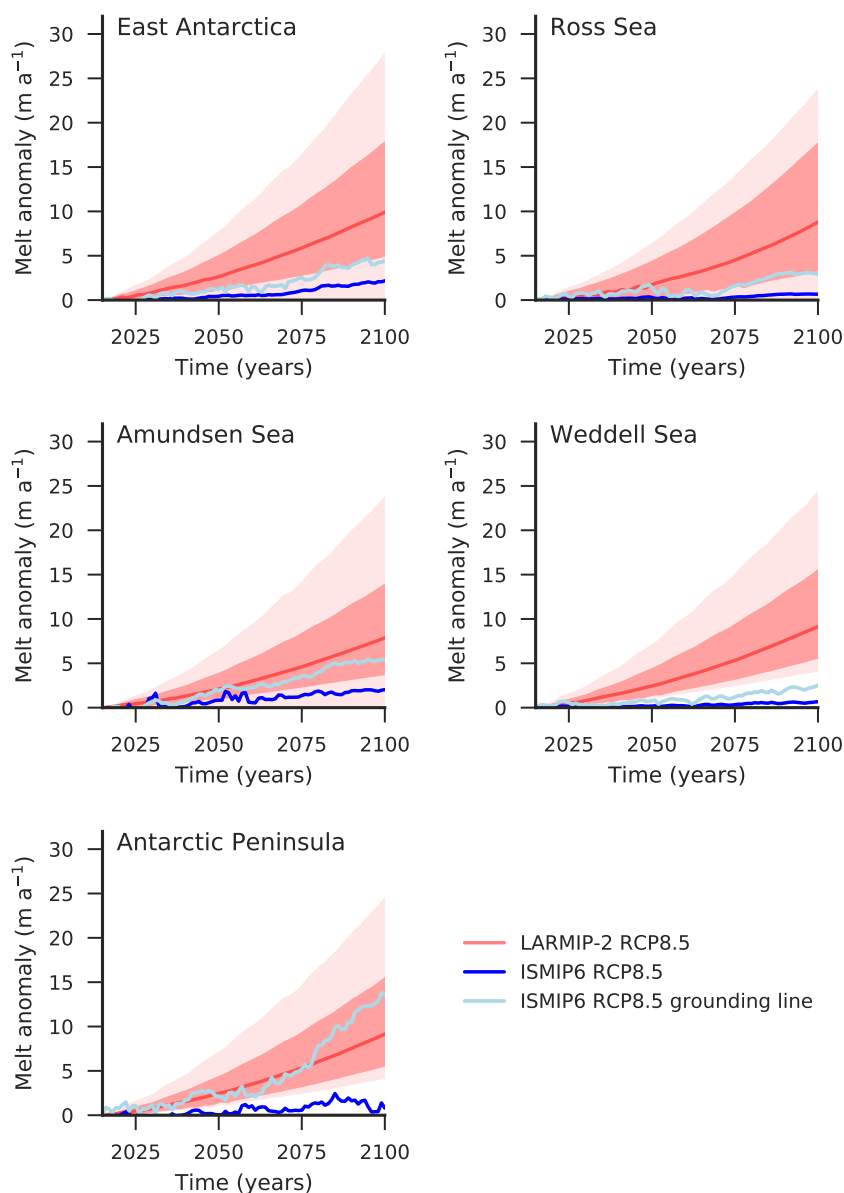 East Antarctica
Melt anomaly (m a⁻¹)
30
25
20
15
10
5
0
2025 2050 2075 2100
Time (years)
Ross Sea
Melt anomaly (m a⁻¹)
30
25
20
15
10
5
0
2025 2050 2075 2100
Time (years)
Amundsen Sea
Melt anomaly (m a⁻¹)
30
25
20
15
10
5
0
2025 2050 2075 2100
Time (years)
Weddell Sea
Melt anomaly (m a⁻¹)
30
25
20
15
10
5
0
2025 2050 2075 2100
Time (years)
Antarctic Peninsula
Melt anomaly (m a⁻¹)
30
25
20
15
10
5
0
2025 2050 2075 2100
Time (years)
LARMIP-2 RCP8.5
ISMIP6 RCP8.5
ISMIP6 RCP8.5 grounding line